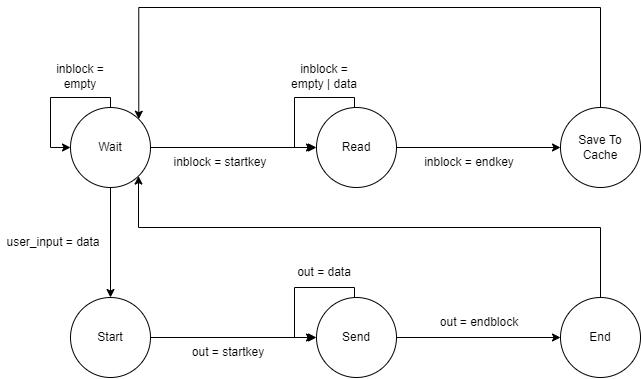 inblock =
empty
inblock =
empty | data
Wait
Read
Save To
Cache
inblock = startkey
inblock = endkey
user_input = data
out = data
out = endblock
Start
Send
End
out = startkey